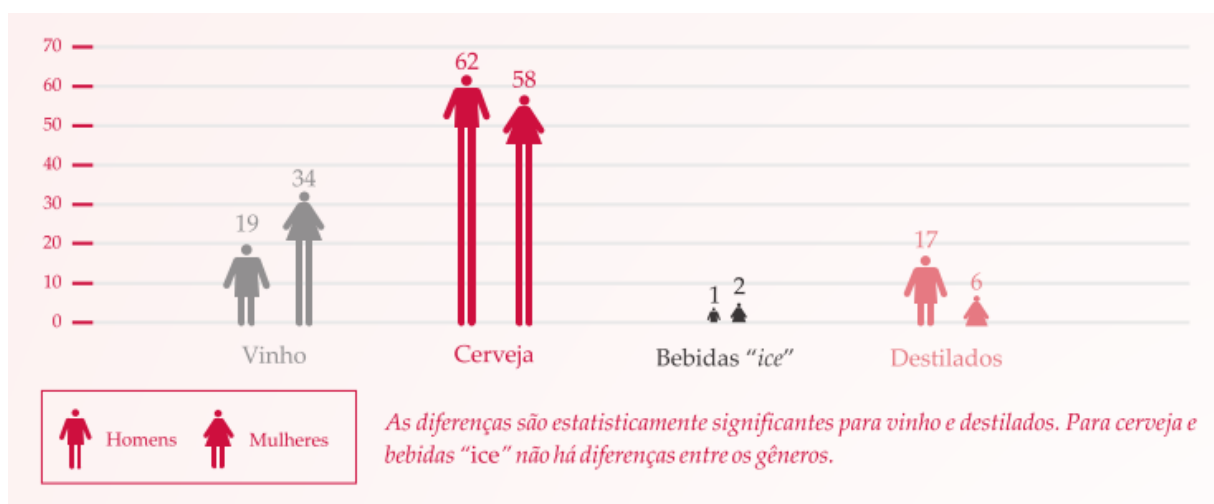 70
60
50
40
30
20
10
0
19
34
62
58
1
2
17
6
Vinho
Cerveja
Bebidas “ice”
Destilados
Homens
Mulheres
As diferenças são estatisticamente significantes para vinho e destilados. Para cerveja e
bebidas “ice” não há diferenças entre os gêneros.